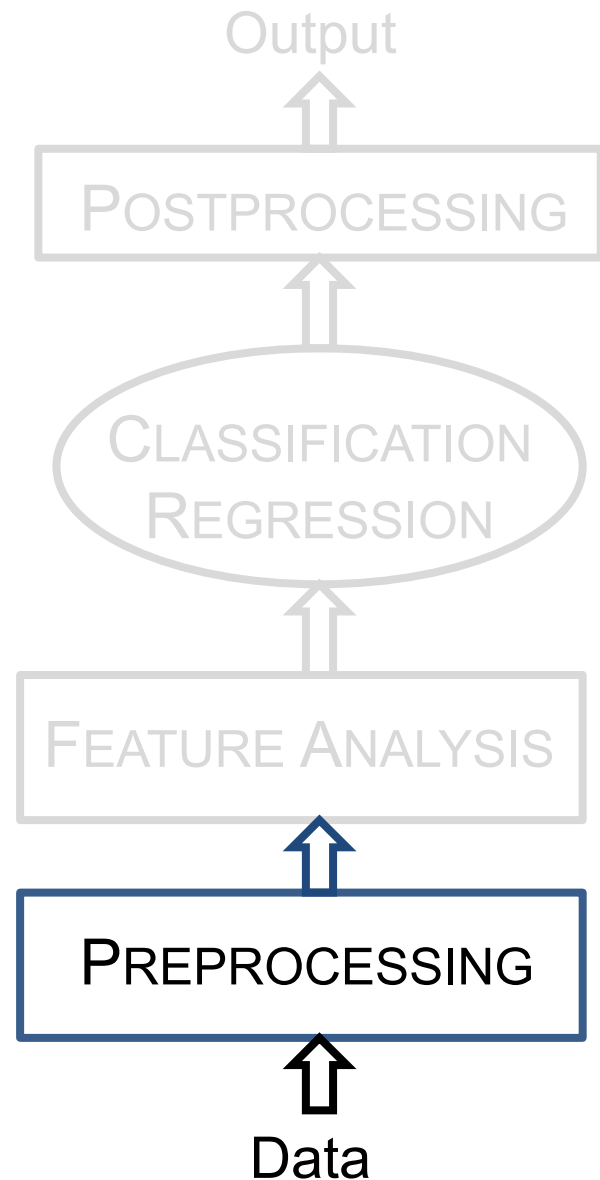 Output
POSTPROCESSING
CLASSIFICATION
REGRESSION
FEATURE ANALYSIS
PREPROCESSING
Data